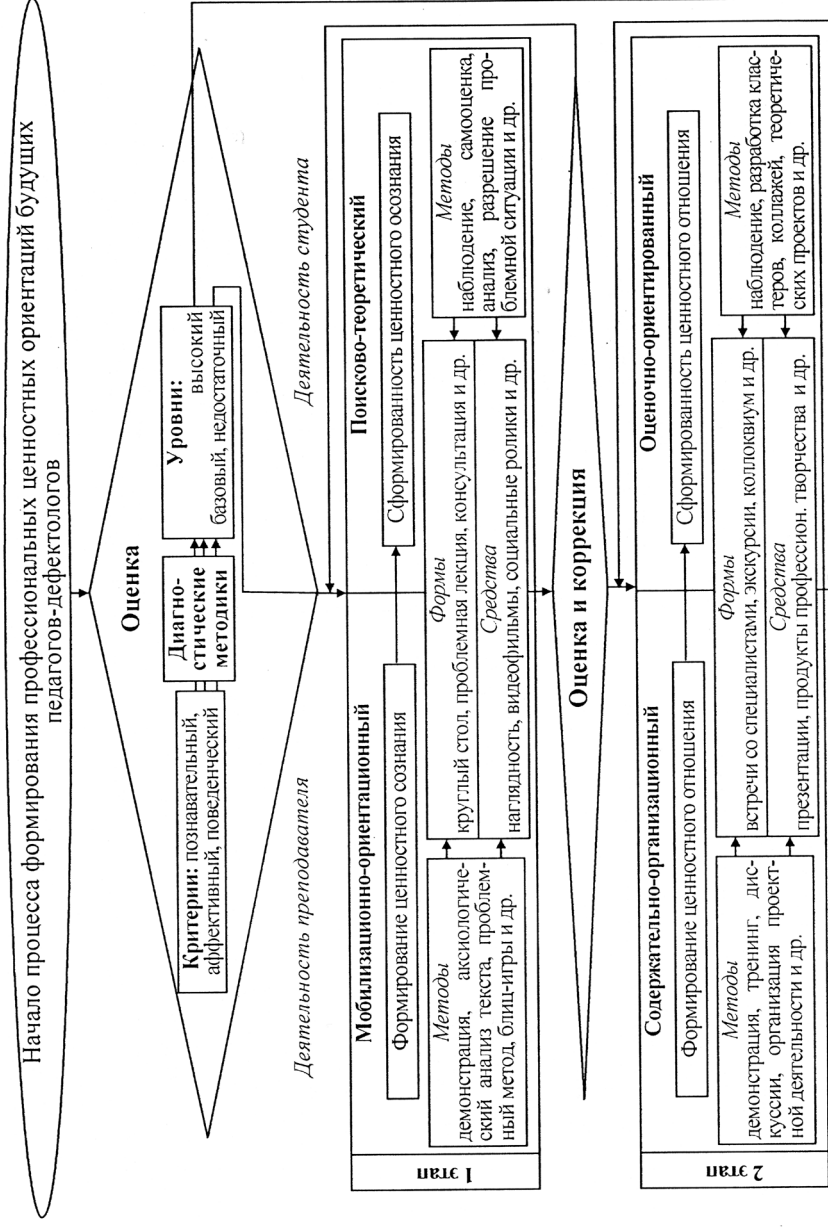 Начало процесса формирования профессиональных ценностных ориентаций будущих
педагогов-дефектологов
Оценка
Критерии: познавательный,
аффективный, поведенческий
Диагно-
стические
методики
Уровни:
высокий
базовый, недостаточный
Деятельность преподавателя
Деятельность студента
1 этап
Мобилизационно-ориентационный
Поисково-теоретический
Формирование ценностного сознания
Сформированность ценностного осознания
Методы
демонстрация, аксиологиче-
ский анализ текста, проблем-
ный метод, блиц-игры и др.
Формы
круглый стол, проблемная лекция, консультация и др.
Средства
наглядность, видеофильмы, социальные ролики и др.
Методы
наблюдение, самооценка,
анализ, разрешение про-
блемной ситуации и др.
Оценка и коррекция
2 этап
Содержательно-организационный
Оценочно-ориентированный
Формирование ценностного отношения
Сформированность ценностного отношения
Методы
демонстрация, тренинг, дис-
куссии, организация проект-
ной деятельности и др.
Формы
встречи со специалистами, экскурсии, коллоквиум и др.
Средства
презентации, продукты професcион. творчества и др.
Методы
наблюдение, разработка клас-
теров, коллажей, теоретиче-
ских проектов и др.